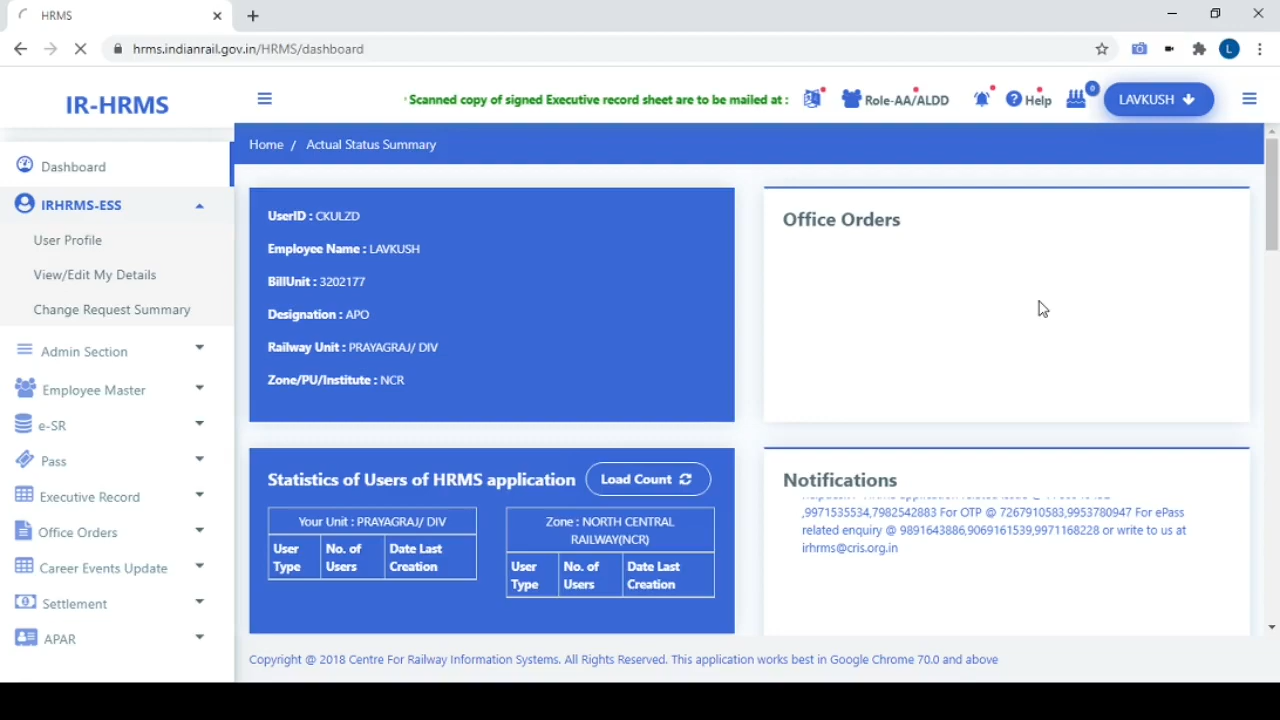 HRMS
hrms.indianrail.gov.in/HRMS/dashboard
L
IR-HRMS
Scanned copy of signed Executive record sheet are to be mailed at :
Role-AA/ALDD
Help
0
LAVKUSH
Home / Actual Status Summary
Dashboard
IRHRMS-ESS
User Profile
View/Edit My Details
Change Request Summary
Admin Section
Employee Master
e-SR
Pass
Executive Record
Office Orders
Career Events Update
Settlement
APAR
UserID : CKULZD
Employee Name : LAVKUSH
BillUnit : 3202177
Designation : APO
Railway Unit : PRAYAGRAJ/ DIV
Zone/PU/Institute : NCR
Office Orders
Statistics of Users of HRMS application
Load Count
Your Unit : PRAYAGRAJ/ DIV
User Type
No. of Users
Date Last Creation
Zone : NORTH CENTRAL
RAILWAY(NCR)
User Type
No. of Users
Date Last Creation
Notifications
,9971535534,7982542883 For OTP @ 7267910583,9953780947 For ePass
related enquiry @ 9891643886,9069161539,9971168228 or write to us at
irhrms@cris.org.in
Copyright @ 2018 Centre For Railway Information Systems. All Rights Reserved. This application works best in Google Chrome 70.0 and above